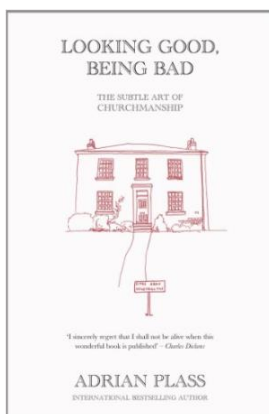 LOOKING GOOD,
BEING BAD
THE SUBTLE ART OF
CHURCHMANSHIP
'I sincerely regret that I shall not be alive when this
wonderful book is published' – Charles Dickens
ADRIAN PLASS
INTERNATIONAL BESTSELLING AUTHOR